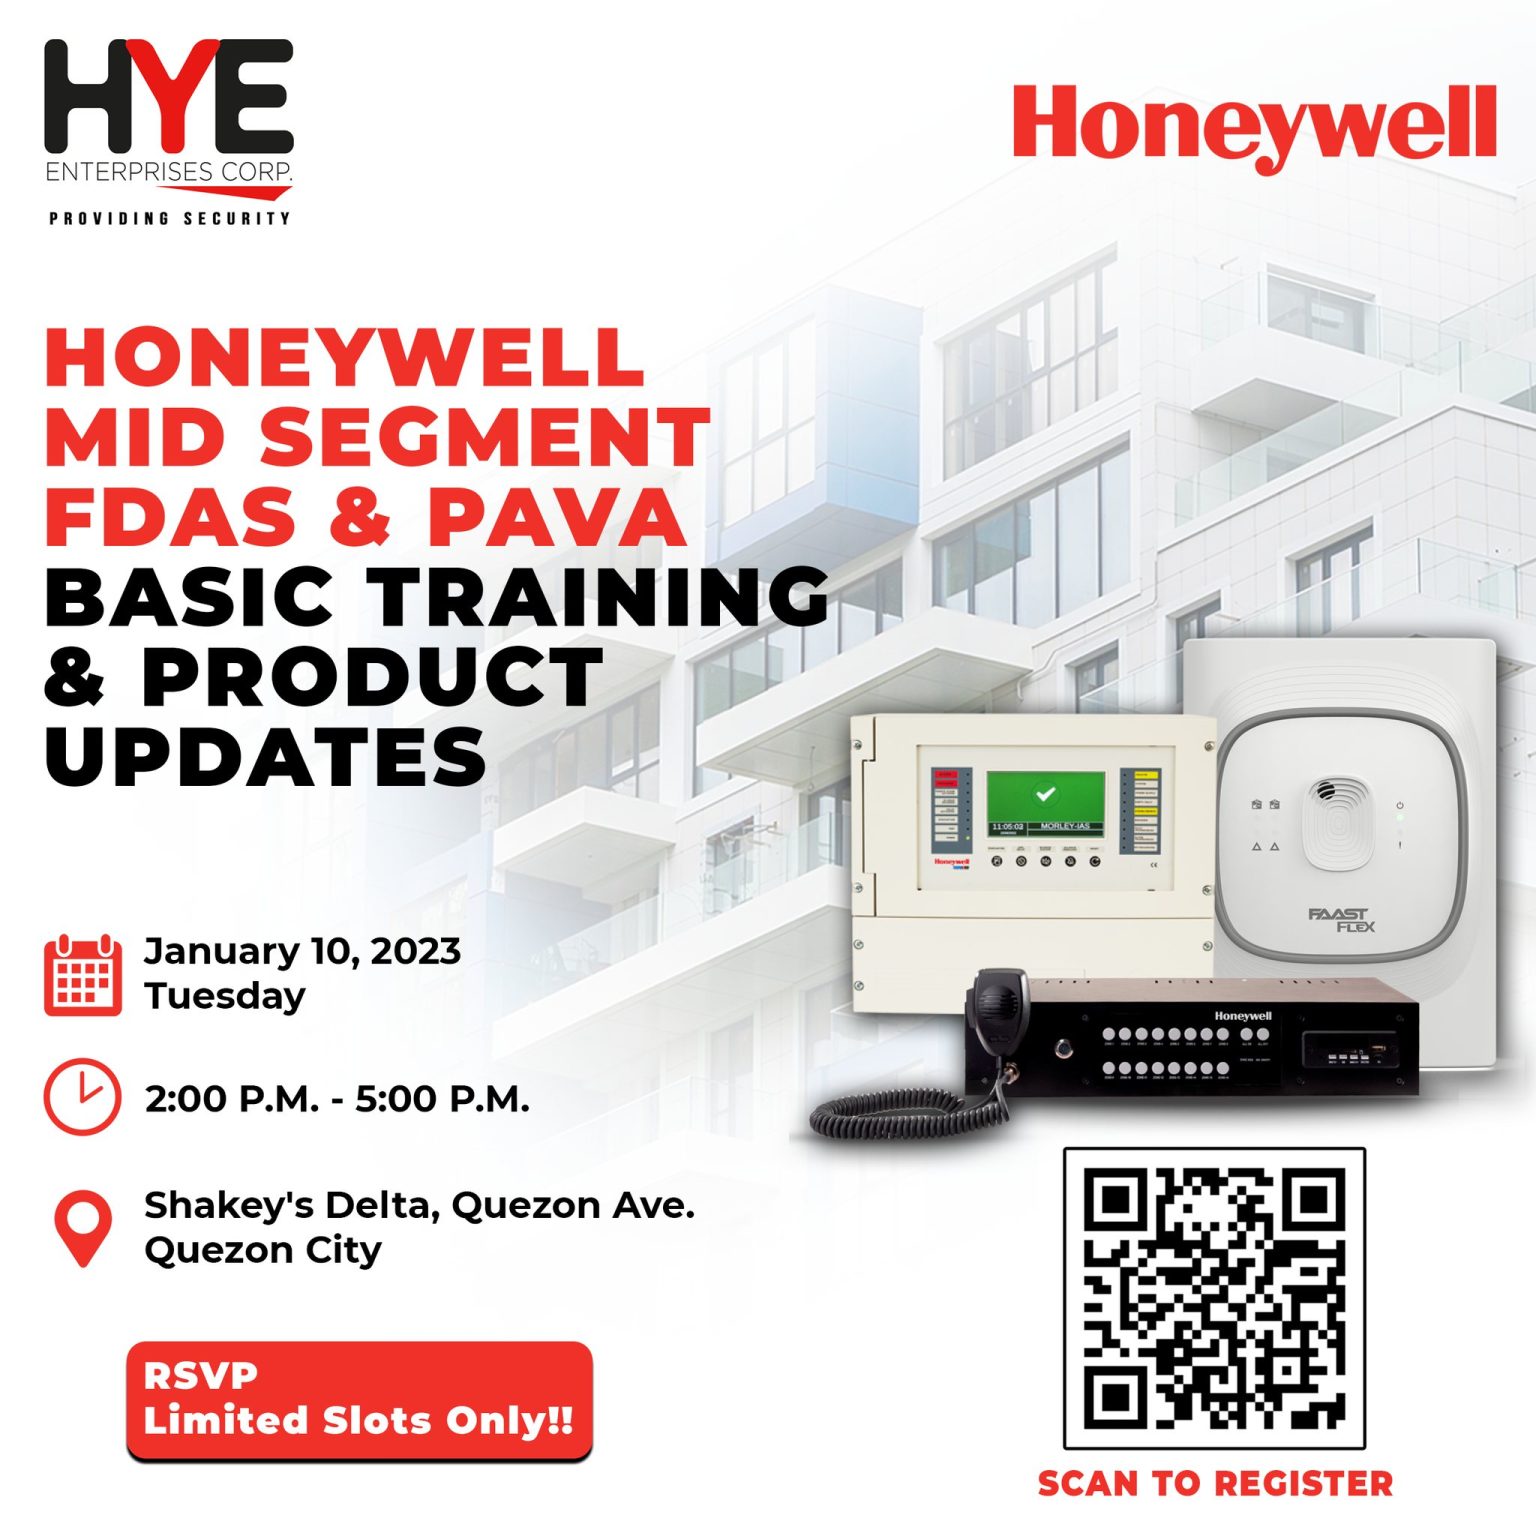 HYE
ENTERPRISES CORP.
PROVIDING SECURITY
Honeywell
HONEYWELL
MID SEGMENT
FDAS & PAVA
BASIC TRAINING
& PRODUCT
UPDATES
January 10, 2023
Tuesday
2:00 P.M. - 5:00 P.M.
Shakey's Delta, Quezon Ave.
Quezon City
RSVP
Limited Slots Only!!
11:05:02 MORLEY-IAS
Honeywell
FAAST
FLEX
Honeywell
SCAN TO REGISTER